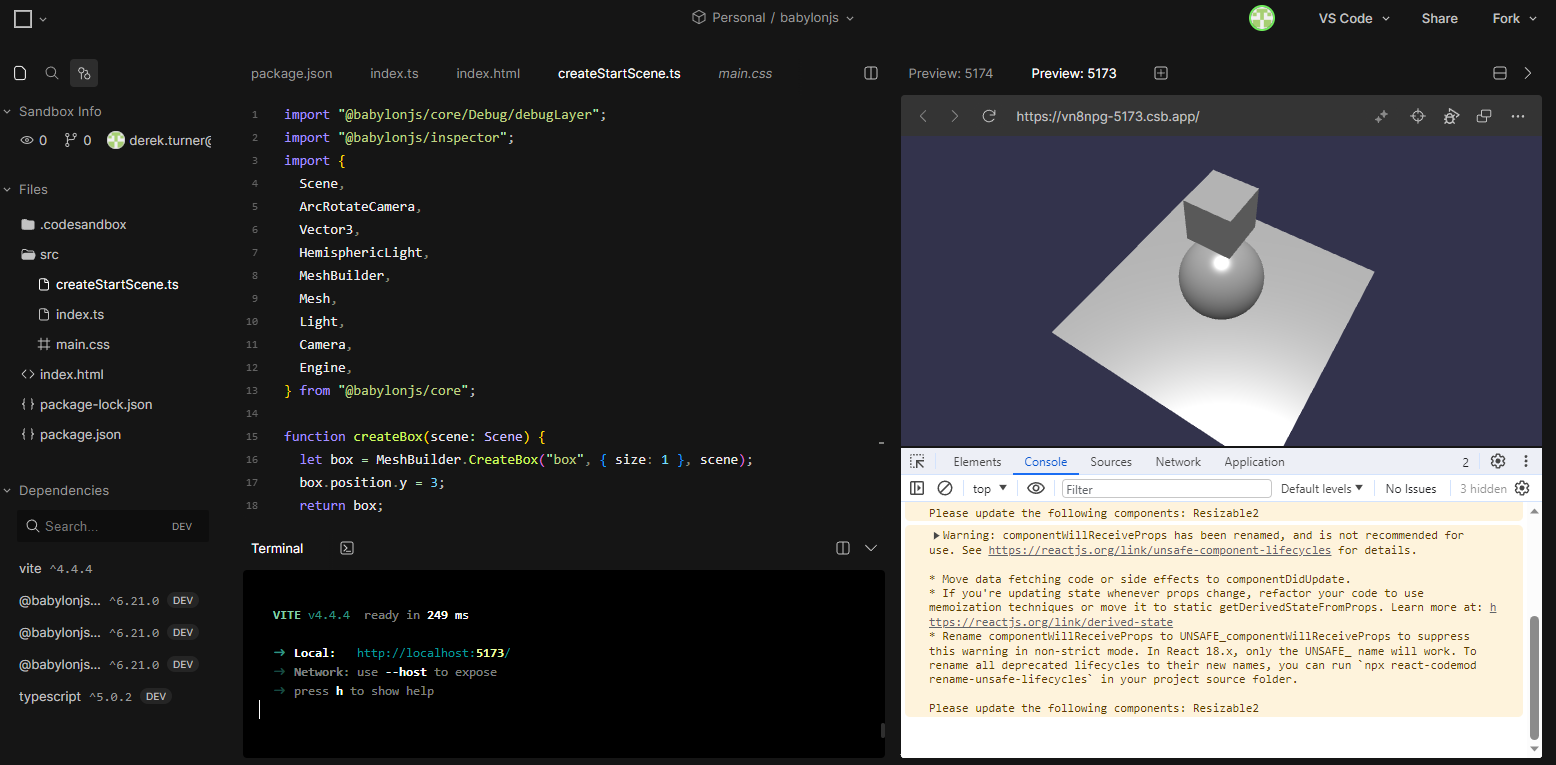 Personal / babylonjs
VS Code
Share
Fork
Sandbox Info
0
0
derek.turner@
Files
.codesandbox
src
createStartScene.ts
index.ts
main.css
index.html
package-lock.json
package.json
Dependencies
Search...
DEV
vite ^4.4.4
@babylonjs... ^6.21.0 DEV
@babylonjs... ^6.21.0 DEV
@babylonjs... ^6.21.0 DEV
typescript ^5.0.2 DEV
package.json index.ts index.html createStartScene.ts main.css
1 import "@babylonjs/core/Debug/debugLayer";
2 import "@babylonjs/inspector";
3 import {
4 Scene,
5 ArcRotateCamera,
6 Vector3,
7 HemisphericLight,
8 MeshBuilder,
9 Mesh,
10 Light,
11 Camera,
12 Engine,
13 } from "@babylonjs/core";
14
15 function createBox(scene: Scene) {
16 let box = MeshBuilder.CreateBox("box", { size: 1 }, scene);
17 box.position.y = 3;
18 return box;
Terminal
VITE v4.4.4 ready in 249 ms
➜ Local: http://localhost:5173/
➜ Network: use --host to expose
➜ press h to show help
Preview: 5174 Preview: 5173
https://vn8npg-5173.csb.app/
Elements Console Sources Network Application 2
top Filter Default levels No Issues 3 hidden
Please update the following components: Resizable2
Warning: componentWillReceiveProps has been renamed, and is not recommended for
use. See https://reactjs.org/link/unsafe-component-lifecycles for details.
* Move data fetching code or side effects to componentDidUpdate.
* If you're updating state whenever props change, refactor your code to use
memoization techniques or move it to static getDerivedStateFromProps. Learn more at: h
ttps://reactjs.org/link/derived-state
* Rename componentWillReceiveProps to UNSAFE_componentWillReceiveProps to suppress
this warning in non-strict mode. In React 18.x, only the UNSAFE_ name will work. To
rename all deprecated lifecycles to their new names, you can run `npx react-codemod
rename-unsafe-lifecycles` in your project source folder.
Please update the following components: Resizable2